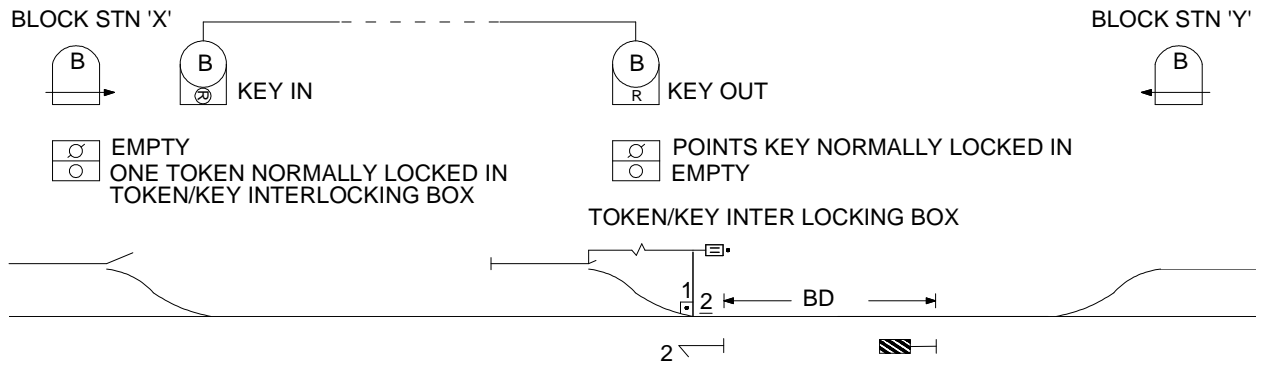 BLOCK STN 'X'
BLOCK STN 'Y'
B
B
B
B
R
KEY IN
R
KEY OUT
EMPTY
ONE TOKEN NORMALLY LOCKED IN
TOKEN/KEY INTERLOCKING BOX
POINTS KEY NORMALLY LOCKED IN
EMPTY
TOKEN/KEY INTER LOCKING BOX
1
2
BD
2